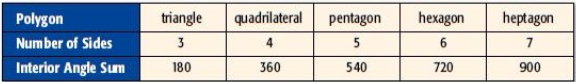 Polygon triangle quadrilateral pentagon hexagon heptagon
Number of Sides 3 4 5 6 7
Interior Angle Sum 180 360 540 720 900